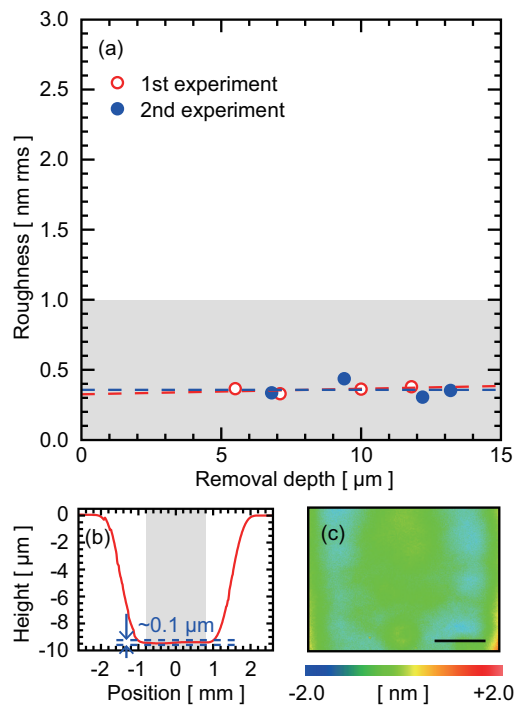 3.0
(a)
1st experiment
2nd experiment
2.5
2.0
1.5
1.0
0.5
0.0
Roughness [ nm rms ]
0 5 10 15
Removal depth [ µm ]
0
(b)
-2
-4
-6
~0.1 µm
-8
-10
Height [ µm ]
-2 -1 0 1 2
Position [ mm ]
(c)
-2.0 [ nm ] +2.0